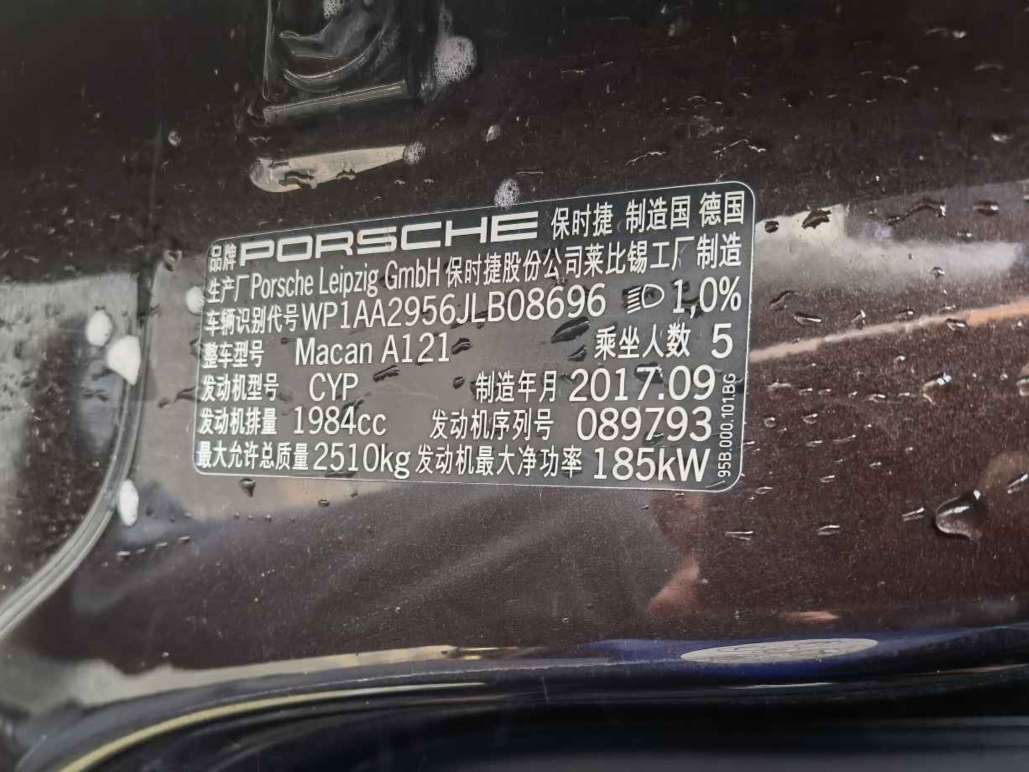 品牌 PORSCHE 保时捷 制造国 德国
生产厂 Porsche Leipzig GmbH 保时捷股份公司莱比锡工厂制造
车辆识别代号 WP1AA2956JLB08696 1,0%
整车型号 Macan A121 乘坐人数 5
发动机型号 CYP 制造年月 2017.09
发动机排量 1984cc 发动机序列号 089793
最大允许总质量 2510kg 发动机最大净功率 185kW
95B.000.101.BG